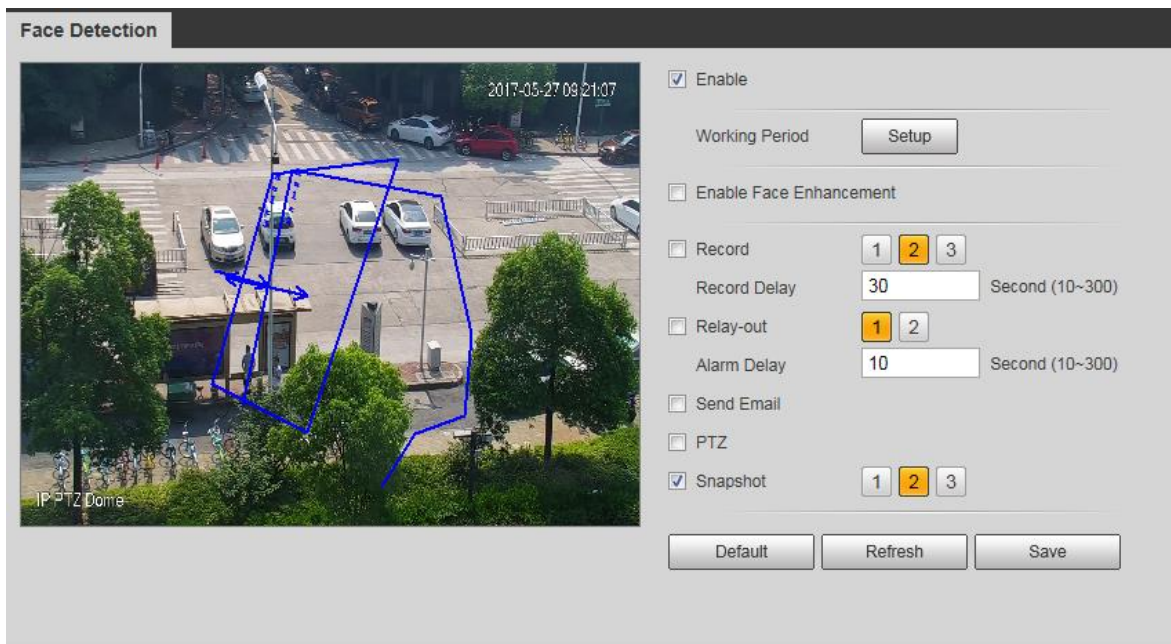 Face Detection
2017-05-27 09:21:07
IP PTZ Dome
Enable
Working Period Setup
Enable Face Enhancement
Record 1 2 3
Record Delay 30 Second (10~300)
Relay-out 1 2
Alarm Delay 10 Second (10~300)
Send Email
PTZ
Snapshot 1 2 3
Default Refresh Save